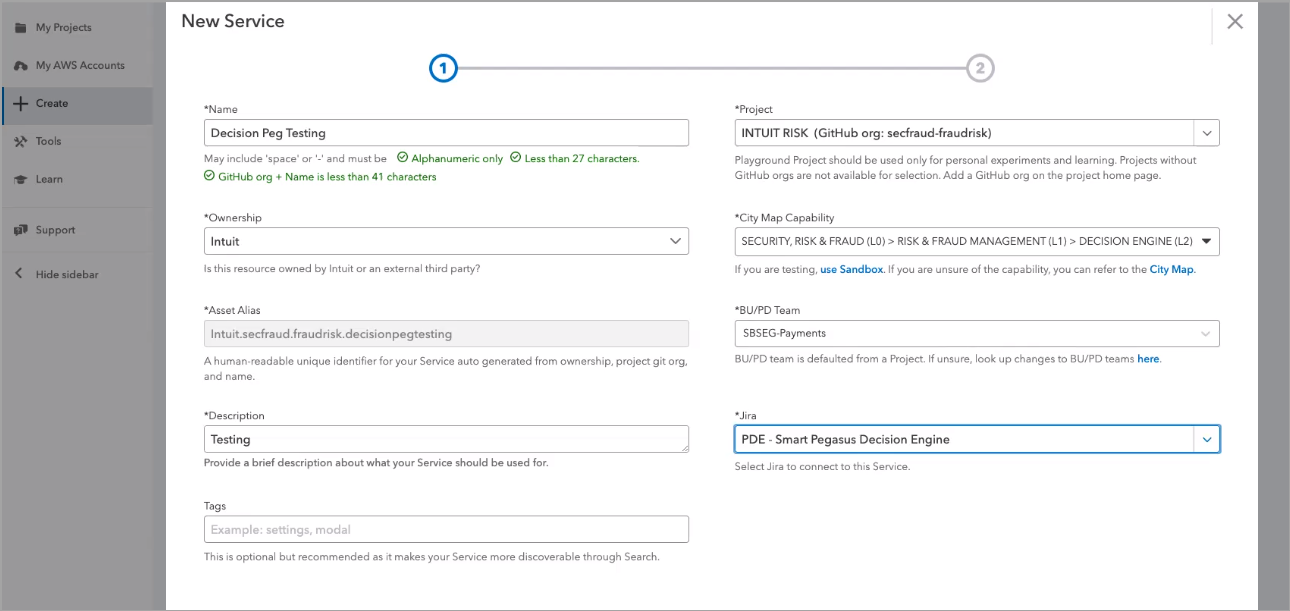 My Projects
My AWS Accounts
Create
Tools
Learn
Support
Hide sidebar
New Service
1
2
*Name
Decision Peg Testing
May include 'space' or '-' and must be Alphanumeric only Less than 27 characters.
GitHub org + Name is less than 41 characters
*Project
INTUIT RISK (GitHub org: secfraud-fraudrisk)
Playground Project should be used only for personal experiments and learning. Projects without
GitHub orgs are not available for selection. Add a GitHub org on the project home page.
*Ownership
Intuit
Is this resource owned by Intuit or an external third party?
*City Map Capability
SECURITY, RISK & FRAUD (L0) > RISK & FRAUD MANAGEMENT (L1) > DECISION ENGINE (L2)
If you are testing, use Sandbox. If you are unsure of the capability, you can refer to the City Map.
*Asset Alias
Intuit.secfraud.fraudrisk.decisionpegtesting
A human-readable unique identifier for your Service auto generated from ownership, project git org,
and name.
*BU/PD Team
SBSEG-Payments
BU/PD team is defaulted from a Project. If unsure, look up changes to BU/PD teams here.
*Description
Testing
Provide a brief description about what your Service should be used for.
*Jira
PDE - Smart Pegasus Decision Engine
Select Jira to connect to this Service.
Tags
Example: settings, modal
This is optional but recommended as it makes your Service more discoverable through Search.